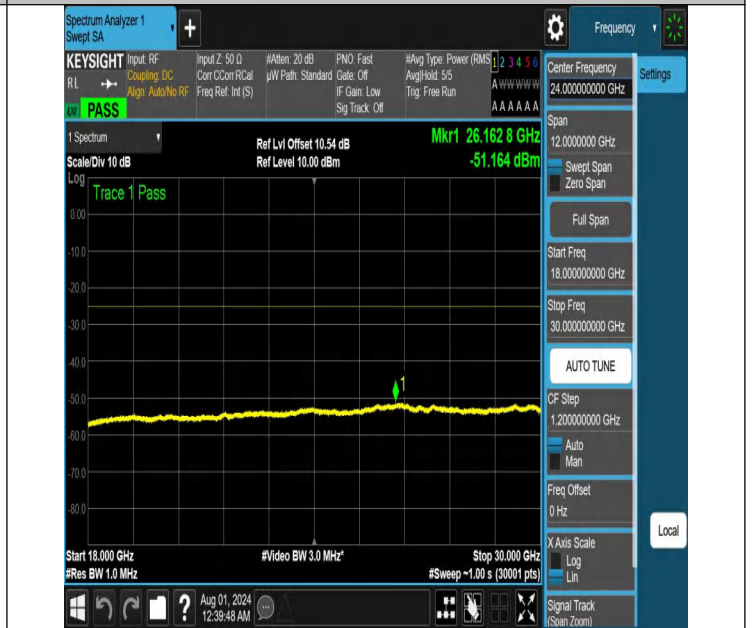 Spectrum Analyzer 1
Swept SA
+
Frequency
KEYSIGHT
RL
PASS
Input: RF
Coupling: DC
Align: Auto/No RF
Input Z: 50 Ω
Corr CCorr RCal
Freq Ref: Int (S)
#Atten: 20 dB
µW Path: Standard
PNO: Fast
Gate: Off
IF Gain: Low
Sig Track: Off
#Avg Type: Power (RMS
Avg|Hold: 5/5
Trig: Free Run
1 2 3 4 5 6
A W W W W W
A A A A A A
1 Spectrum
Scale/Div 10 dB
Ref Lvl Offset 10.54 dB
Ref Level 10.00 dBm
Mkr1 26.162 8 GHz
-51.164 dBm
Log
Trace 1 Pass
0.00
-10.0
-20.0
-30.0
-40.0
-50.0
-60.0
-70.0
-80.0
1
Start 18.000 GHz
#Res BW 1.0 MHz
#Video BW 3.0 MHz*
Stop 30.000 GHz
#Sweep ~1.00 s (30001 pts)
Center Frequency
24.000000000 GHz
Settings
Span
12.0000000 GHz
Swept Span
Zero Span
Full Span
Start Freq
18.000000000 GHz
Stop Freq
30.000000000 GHz
AUTO TUNE
CF Step
1.200000000 GHz
Auto
Man
Freq Offset
0 Hz
X Axis Scale
Log
Lin
Local
Signal Track
(Span Zoom)
?
Aug 01, 2024
12:39:48 AM